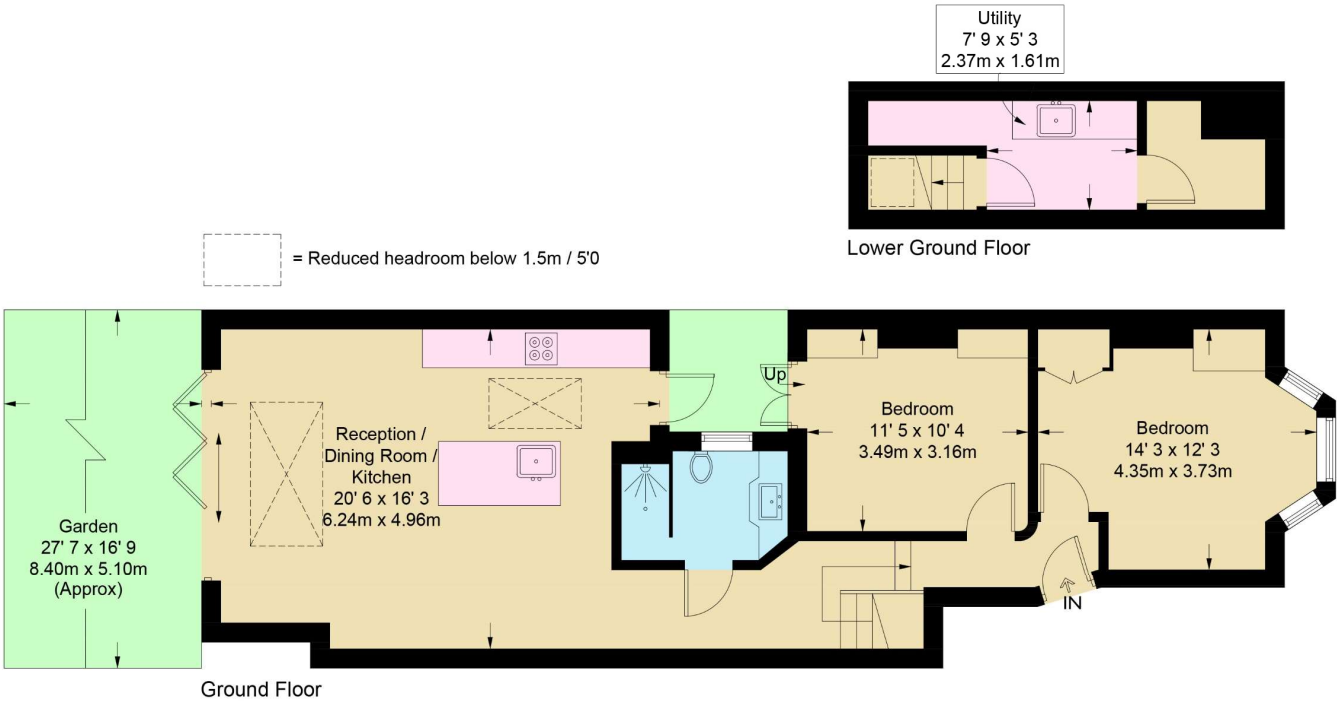 Utility
7' 9 x 5' 3
2.37m x 1.61m
Lower Ground Floor
= Reduced headroom below 1.5m / 5'0
Up
Reception /
Dining Room /
Kitchen
20' 6 x 16' 3
6.24m x 4.96m
Bedroom
11' 5 x 10' 4
3.49m x 3.16m
Bedroom
14' 3 x 12' 3
4.35m x 3.73m
Garden
27' 7 x 16' 9
8.40m x 5.10m
(Approx)
IN
Ground Floor